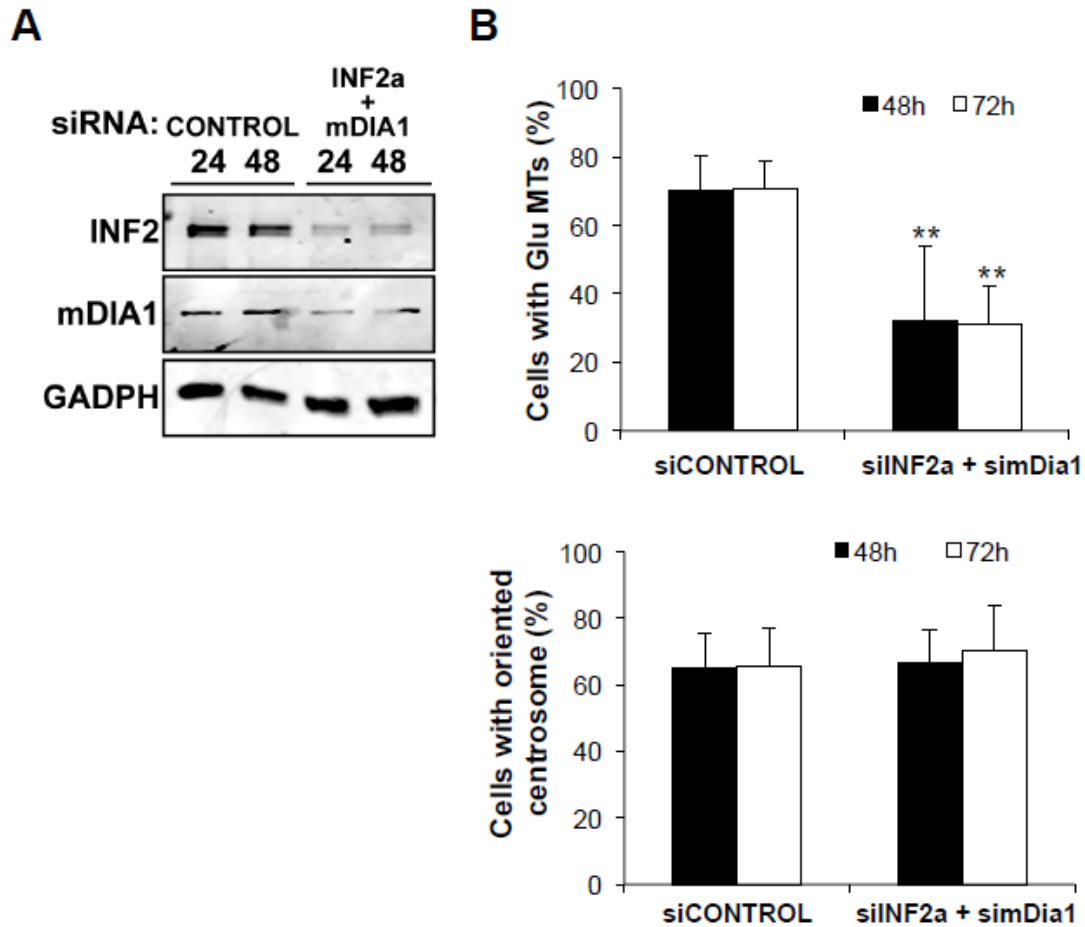 A
INF2a
+
siRNA: CONTROL mDIA1
24 48 24 48
INF2
mDIA1
GADPH
B
48h 72h
Cells with Glu MTs (%)
100
80
60
40
20
0
**
**
siCONTROL siINF2a + simDia1
48h 72h
Cells with oriented
centrosome (%)
100
80
60
40
20
0
siCONTROL siINF2a + simDia1